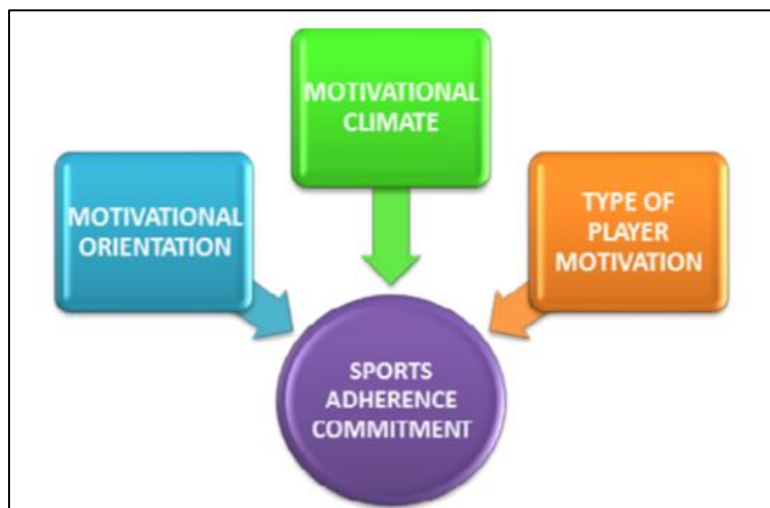 MOTIVATIONAL
CLIMATE
MOTIVATIONAL
ORIENTATION
TYPE OF
PLAYER
MOTIVATION
SPORTS
ADHERENCE
COMMITMENT